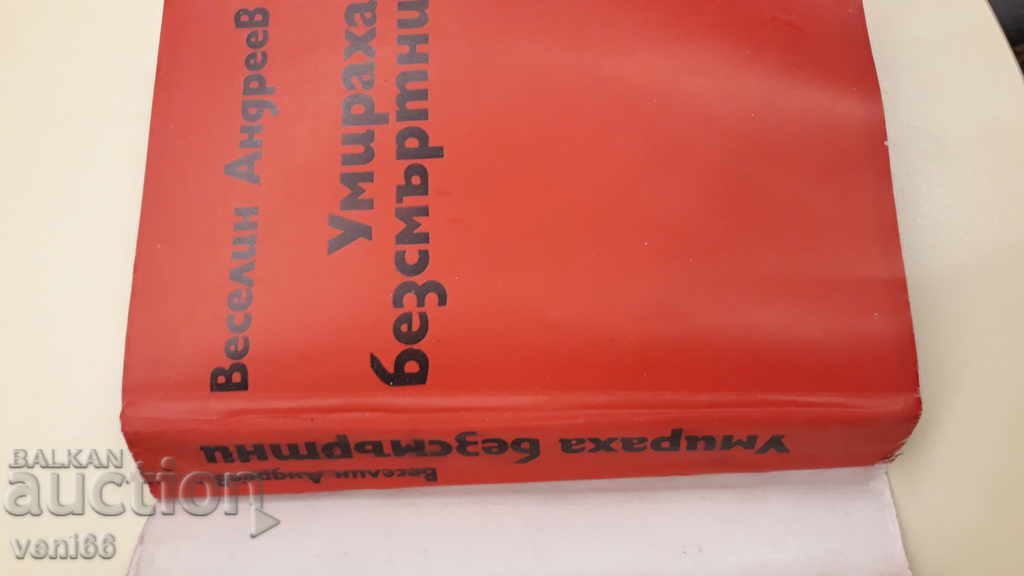 Веселин Андреев
Умираха
безсмъртни
Веселин Андреев
Умираха безсмъртни
BALKAN
auction
veni66